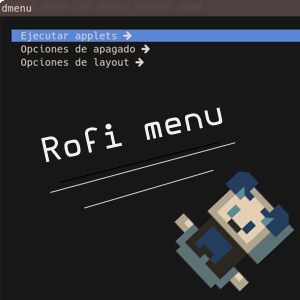 dmenu
Ejecutar applets →
Opciones de apagado →
Opciones de layout →
Rofi menu